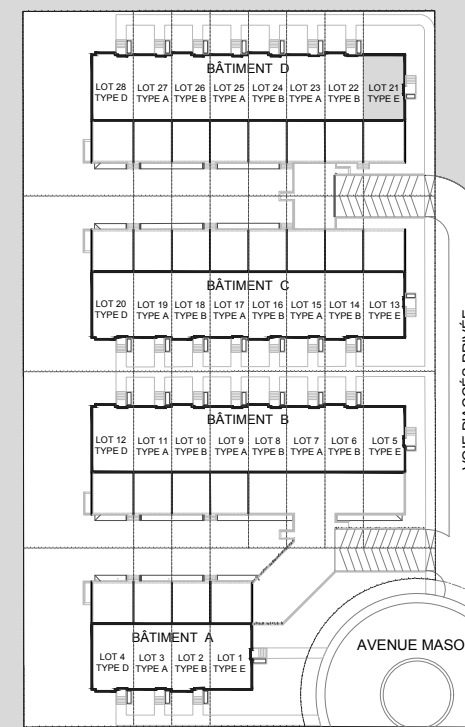 BÂTIMENT D
LOT 28 LOT 27 LOT 26 LOT 25 LOT 24 LOT 23 LOT 22 LOT 21
TYPE D TYPE A TYPE B TYPE A TYPE B TYPE A TYPE B TYPE E
BÂTIMENT C
LOT 20 LOT 19 LOT 18 LOT 17 LOT 16 LOT 15 LOT 14 LOT 13
TYPE D TYPE A TYPE B TYPE A TYPE B TYPE A TYPE B TYPE E
VOIE D'ACCÉS PRIVÉE
BÂTIMENT B
LOT 12 LOT 11 LOT 10 LOT 9 LOT 8 LOT 7 LOT 6 LOT 5
TYPE D TYPE A TYPE B TYPE A TYPE B TYPE A TYPE B TYPE E
BÂTIMENT A
LOT 4 LOT 3 LOT 2 LOT 1
TYPE D TYPE A TYPE B TYPE E
AVENUE MASO